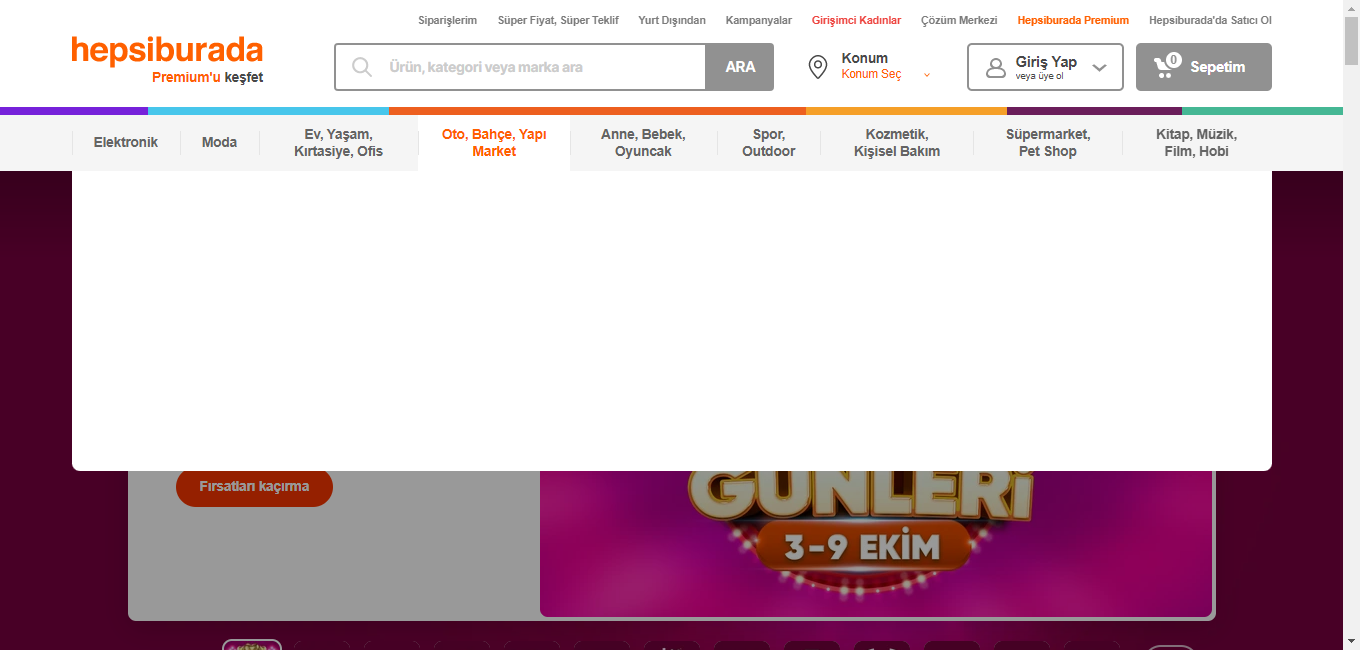 Siparişlerim Süper Fiyat, Süper Teklif Yurt Dışından Kampanyalar Girişimci Kadınlar Çözüm Merkezi Hepsiburada Premium Hepsiburada'da Satıcı Ol
hepsiburada
Premium'u keşfet
Ürün, kategori veya marka ara
ARA
Konum
Konum Seç
Giriş Yap
veya üye ol
0
Sepetim
Elektronik
Moda
Ev, Yaşam,
Kırtasiye, Ofis
Oto, Bahçe, Yapı
Market
Anne, Bebek,
Oyuncak
Spor,
Outdoor
Kozmetik,
Kişisel Bakım
Süpermarket,
Pet Shop
Kitap, Müzik,
Film, Hobi
Fırsatları kaçırma
GÜNLERİ
3-9 EKİM